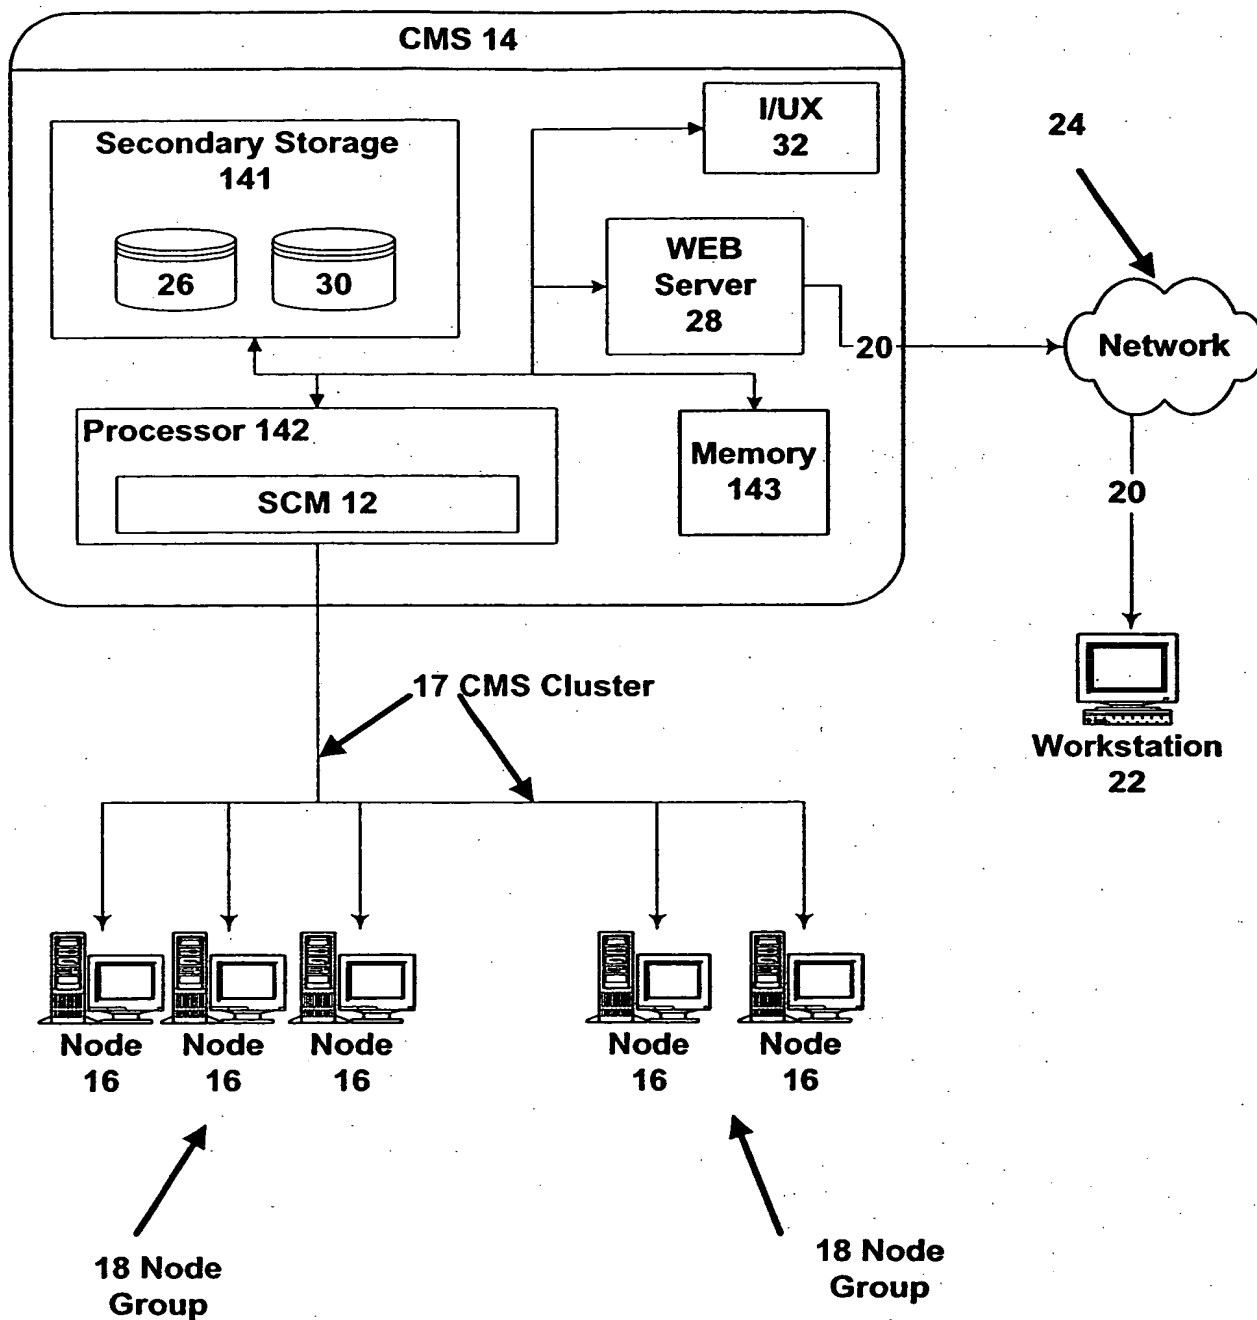 CMS 14
I/UX
32
24
Secondary Storage
141
26
30
WEB
Server
28
20
Network
Processor 142
SCM 12
Memory
143
20
17 CMS Cluster
Workstation
22
Node
16
Node
16
Node
16
Node
16
Node
16
18 Node
Group
18 Node
Group